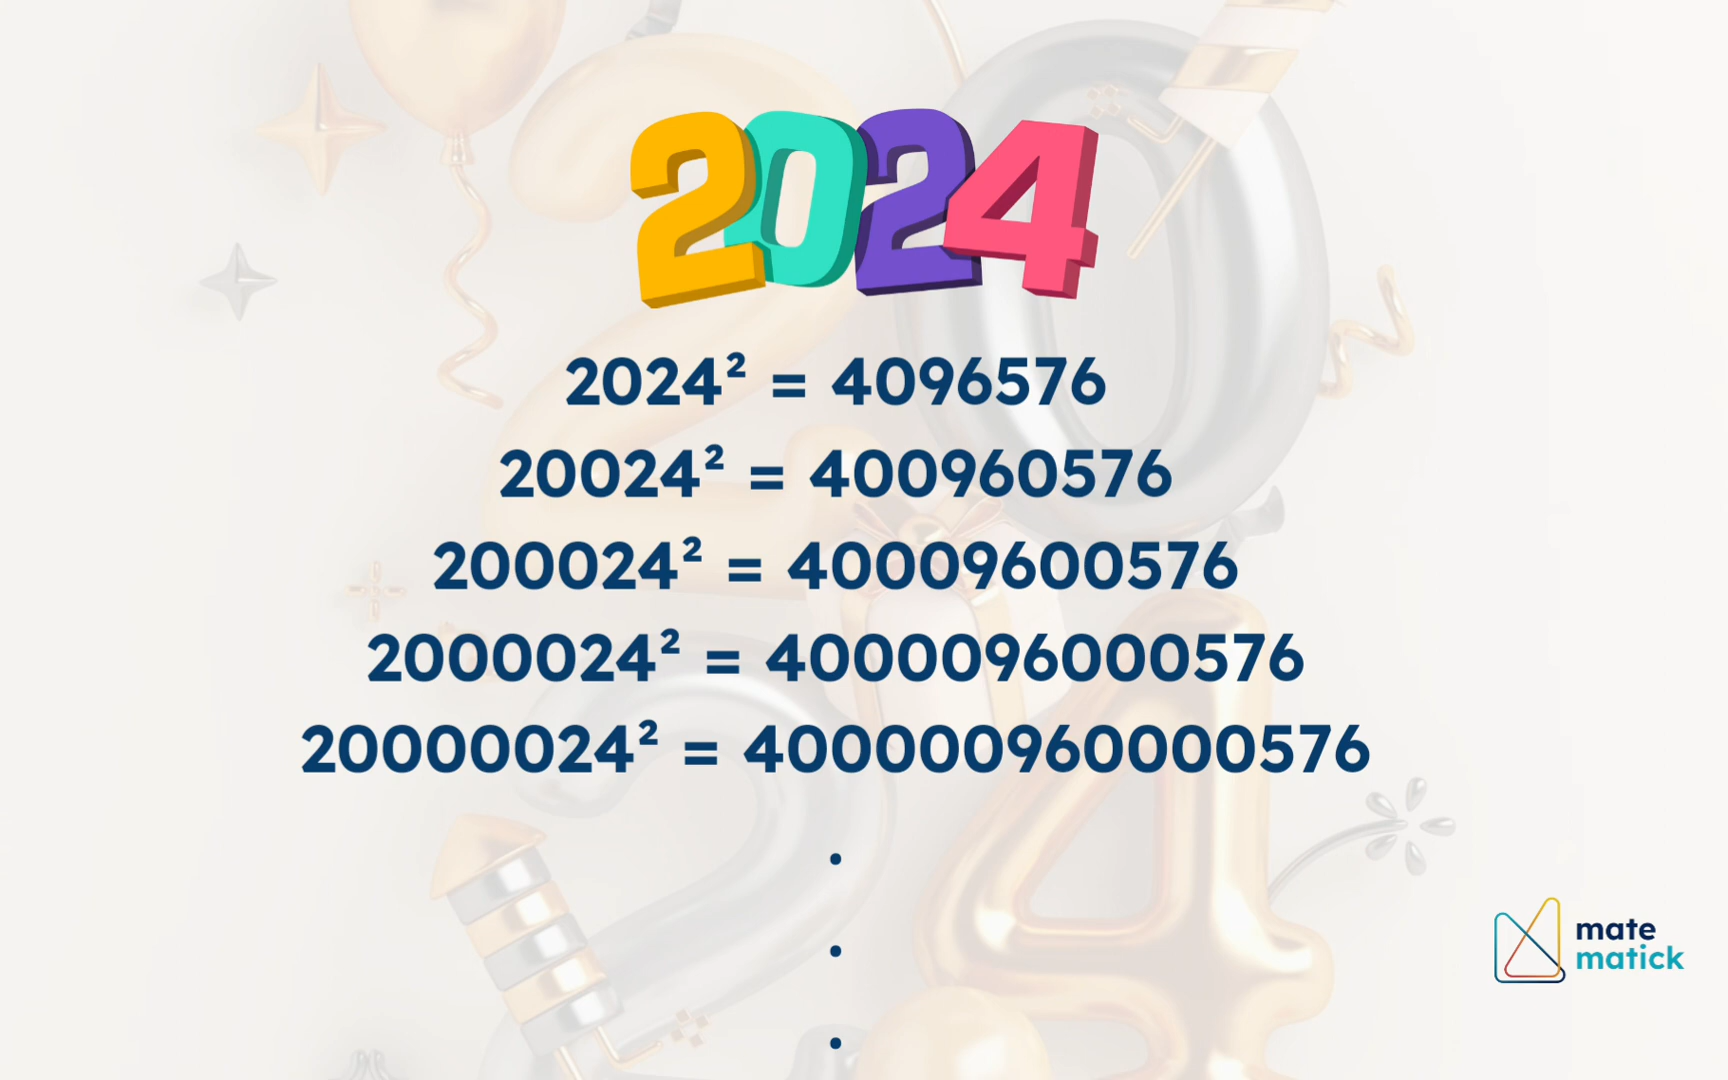 2024
2024² = 4096576
20024² = 400960576
200024² = 40009600576
2000024² = 4000096000576
20000024² = 400000960000576
.
.
.
mate
matick